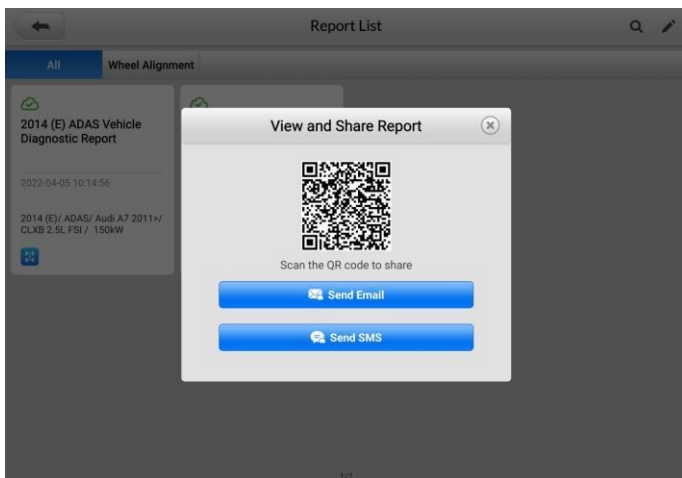 Report List
All
Wheel Alignment
2014 (E) ADAS Vehicle
Diagnostic Report
2022-04-05 10:14:56
2014 (E)/ ADAS/ Audi A7 2011>/
CLXB 2.5L FSI / 150kW
View and Share Report
Scan the QR code to share
Send Email
Send SMS